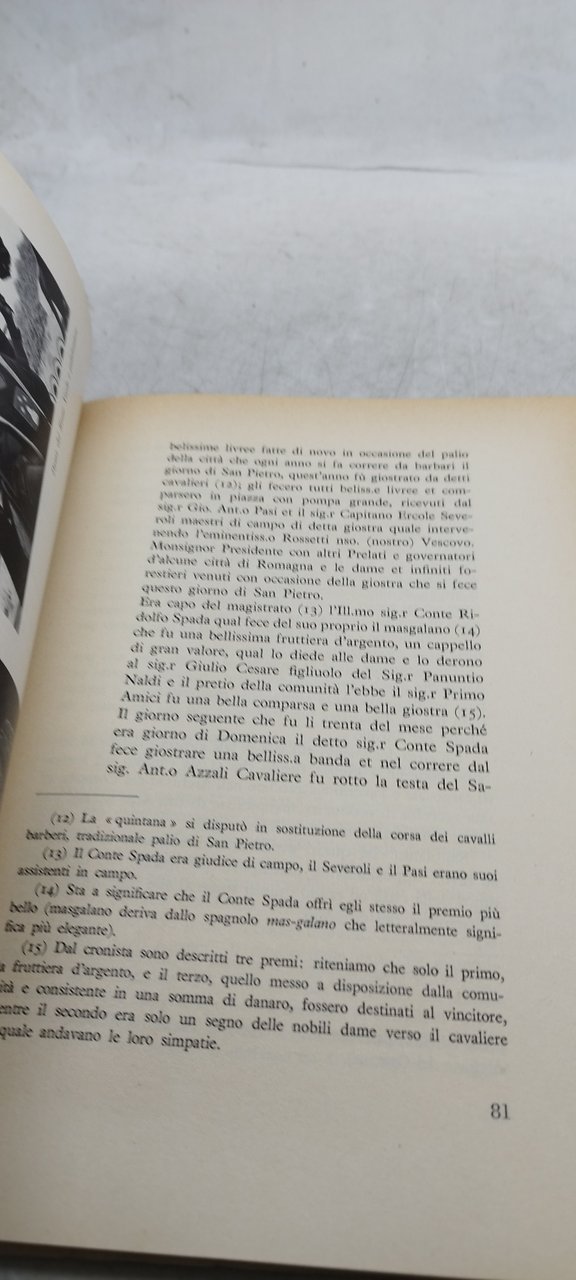 belissime livree fatte di novo in occasione del palio
della città che ogni anno si fa correre da barbari il
giorno di San Pietro, quest'anno fù giostrato da detti
cavalieri (12); gli fecero tutti beliss.e livree et com-
parsero in piazza con pompa grande, ricevuti dal
sig.r Gio. Ant.o Pasi et il sig.r Capitano Ercole Seve-
roli maestri di campo di detta giostra quale interve-
nendo l'eminentiss.o Rossetti nso. (nostro) Vescovo.
Monsignor Presidente con altri Prelati e governatori
d'alcune città di Romagna e le dame et infiniti fo-
restieri venuti con occasione della giostra che si fece
questo giorno di San Pietro.
Era capo del magistrato (13) l'Ill.mo sig.r Conte Ri-
dolfo Spada qual fece del suo proprio il masgalano (14)
che fu una bellissima fruttiera d'argento, un cappello
di gran valore, qual lo diede alle dame e lo derono
al sig.r Giulio Cesare figliuolo del Sig.r Panuntio
Naldi e il pretio della comunità l'ebbe il sig.r Primo
Amici fu una bella comparsa e una bella giostra (15).
Il giorno seguente che fu li trenta del mese perché
era giorno di Domenica il detto sig.r Conte Spada
fece giostrare una belliss.a banda et nel correre dal
sig. Ant.o Azzali Cavaliere fu rotto la testa del Sa-
(12) La « quintana » si disputò in sostituzione della corsa dei cavalli
barberi, tradizionale palio di San Pietro.
(13) Il Conte Spada era giudice di campo, il Severoli e il Pasi erano suoi
assistenti in campo.
(14) Sta a significare che il Conte Spada offrì egli stesso il premio più
bello (masgalano deriva dallo spagnolo mas-galano che letteralmente signi-
fica più elegante).
(15) Dal cronista sono descritti tre premi: riteniamo che solo il primo,
a fruttiera d'argento, e il terzo, quello messo a disposizione dalla comu-
ità e consistente in una somma di danaro, fossero destinati al vincitore,
entre il secondo era solo un segno delle nobili dame verso il cavaliere
quale andavano le loro simpatie.
81